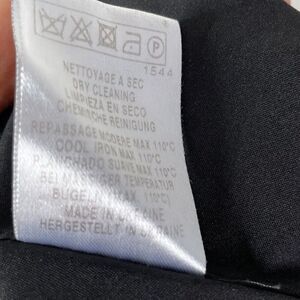 P
1544
NETTOYAGE A SEC
DRY CLEANING
LIMPIEZA EN SECO
CHEMISCHE REINIGUNG
REPASSAGE MODERE MAX 110°C
COOL IRON MAX 110°C
PLANCHADO SUAVE MAX 110°C
BEI MASSIGER TEMPERATUR
BUGELN MAX 110°C)
MADE IN UKRAINE
HERGESTELLT IN UKRAINE